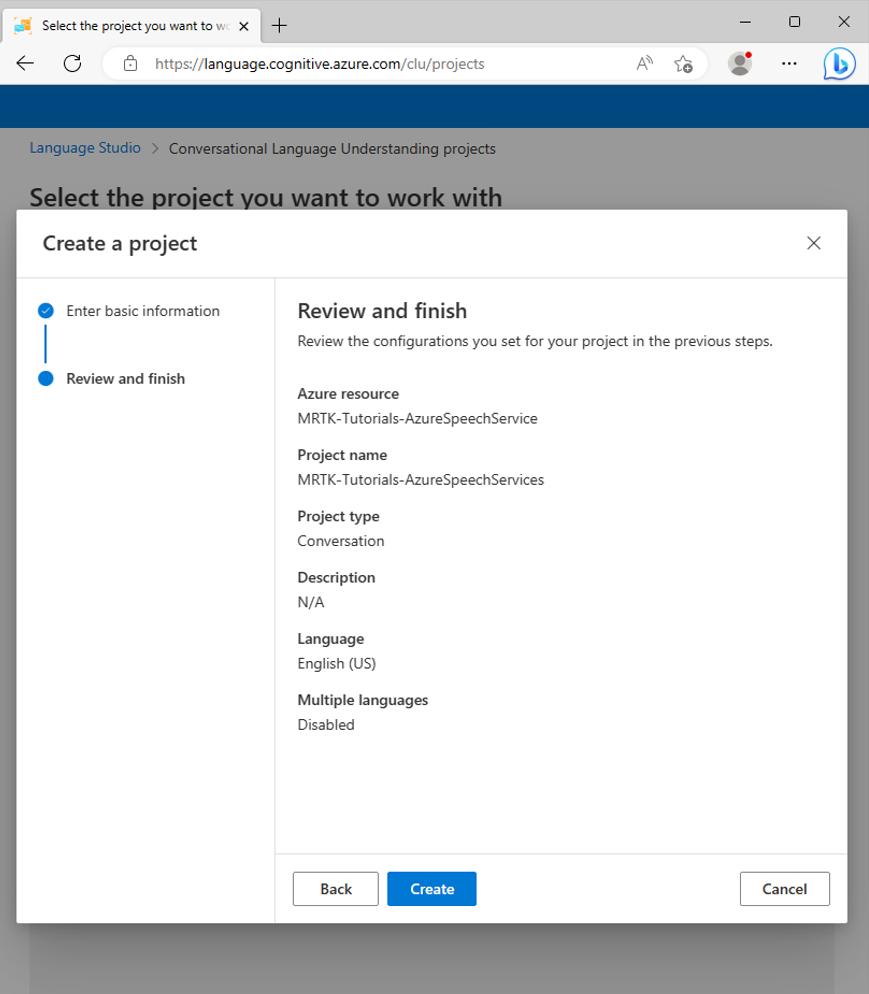 Select the project you want to wo
https://language.cognitive.azure.com/clu/projects
Language Studio > Conversational Language Understanding projects
Select the project you want to work with
Create a project
Enter basic information
Review and finish
Review and finish
Review the configurations you set for your project in the previous steps.
Azure resource
MRTK-Tutorials-AzureSpeechService
Project name
MRTK-Tutorials-AzureSpeechServices
Project type
Conversation
Description
N/A
Language
English (US)
Multiple languages
Disabled
Back
Create
Cancel